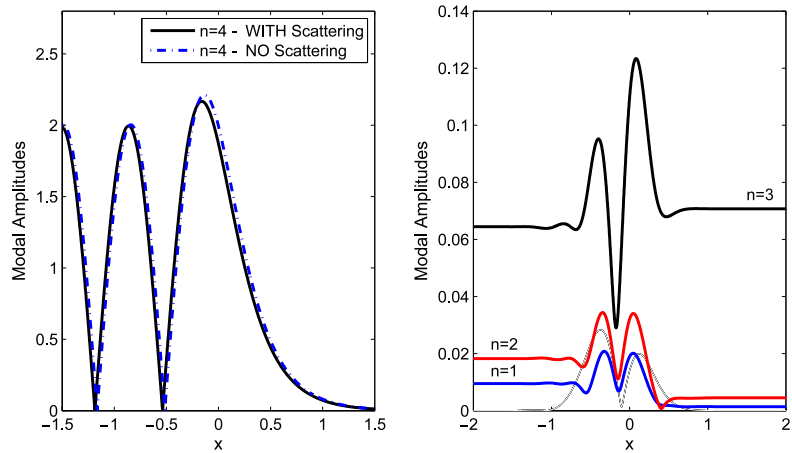 n=4 - WITH Scattering
n=4 - NO Scattering
Modal Amplitudes
2.5
2
1.5
1
0.5
0
−1.5
−1
−0.5
0
0.5
1
1.5
x
Modal Amplitudes
0.14
0.12
0.1
0.08
0.06
0.04
0.02
0
n=3
n=2
n=1
−2
−1
0
1
2
x